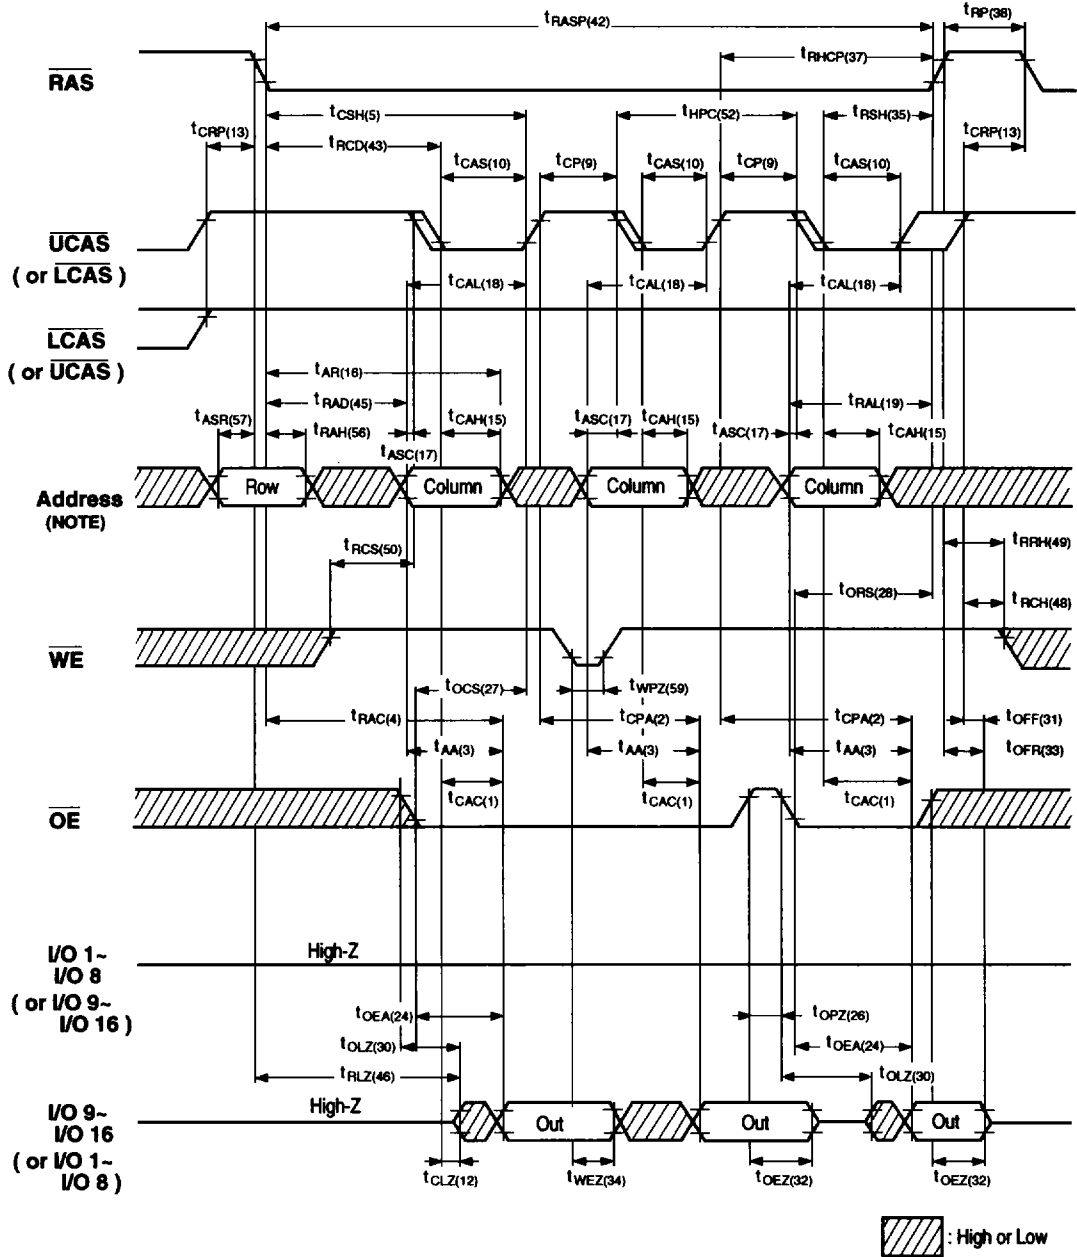 tRASP(42)
tRP(38)
tRHCP(37)
RAS
tCSH(5)
tHPC(52)
tRSH(35)
tCRP(13)
tCRP(13)
tRCD(43)
tCAS(10)
tCP(9)
tCAS(10)
tCP(9)
tCAS(10)
UCAS
( or LCAS )
tCAL(18)
tCAL(18)
tCAL(18)
LCAS
( or UCAS )
tAR(16)
tRAD(45)
tRAL(19)
tASR(57)
tRAH(56)
tCAH(15)
tASC(17)
tCAH(15)
tASC(17)
tCAH(15)
tASC(17)
Address
(NOTE)
Row
Column
Column
Column
tRCS(50)
tRRH(49)
tORS(28)
tRCH(48)
WE
tOCS(27)
tWPZ(59)
tRAC(4)
tCPA(2)
tCPA(2)
tOFF(31)
tAA(3)
tAA(3)
tAA(3)
tOFR(33)
tCAC(1)
tCAC(1)
tCAC(1)
OE
I/O 1~
I/O 8
( or I/O 9~
I/O 16 )
High-Z
tOEA(24)
tOPZ(26)
tOLZ(30)
tOEA(24)
tRLZ(46)
tOLZ(30)
I/O 9~
I/O 16
( or I/O 1~
I/O 8 )
High-Z
Out
Out
Out
tCLZ(12)
tWEZ(34)
tOEZ(32)
tOEZ(32)
: High or Low